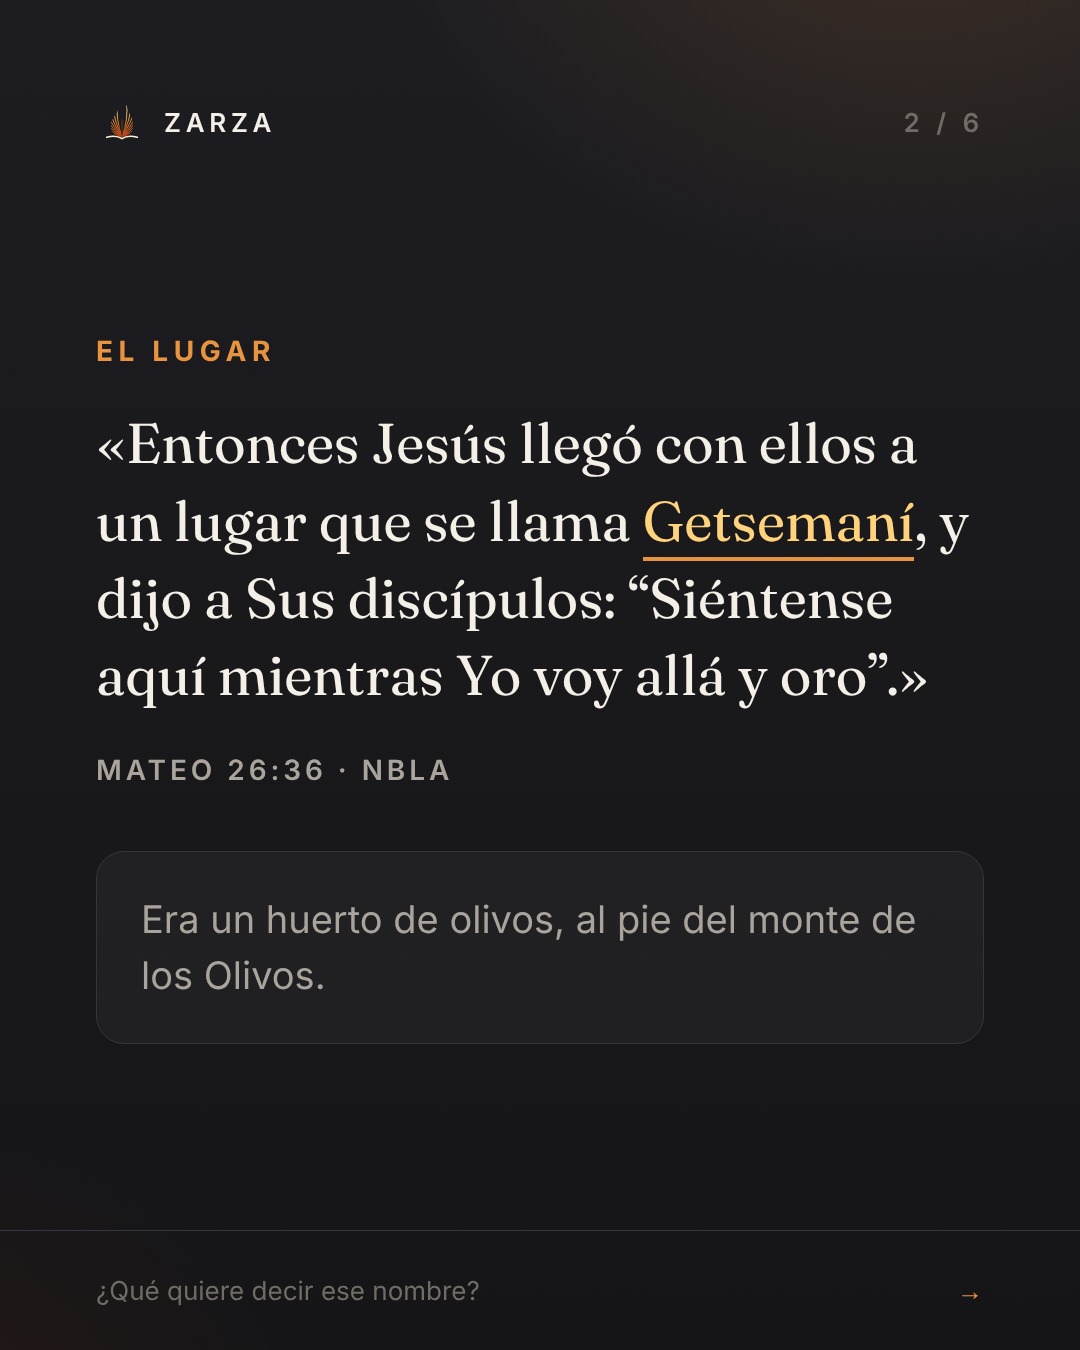 ZARZA
2 / 6
EL LUGAR
«Entonces Jesús llegó con ellos a
un lugar que se llama Getsemaní, y
dijo a Sus discípulos: “Siéntense
aquí mientras Yo voy allá y oro”.»
MATEO 26:36 · NBLA
Era un huerto de olivos, al pie del monte de
los Olivos.
¿Qué quiere decir ese nombre? →